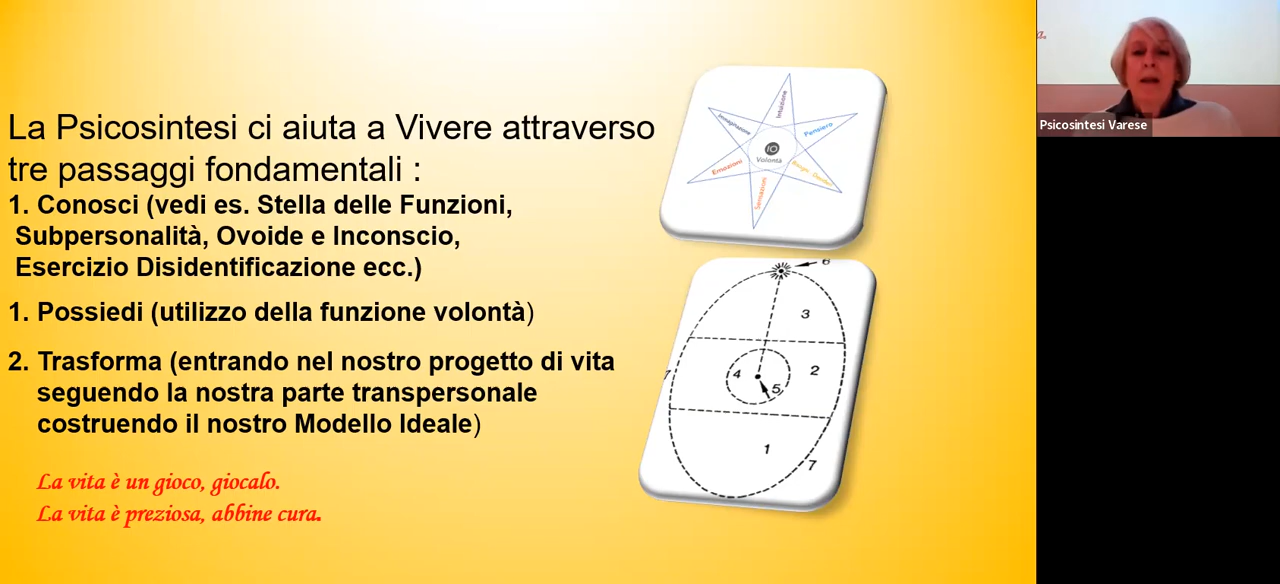 La Psicosintesi ci aiuta a Vivere attraverso
tre passaggi fondamentali :
1. Conosci (vedi es. Stella delle Funzioni,
Subpersonalità, Ovoide e Inconscio,
Esercizio Disidentificazione ecc.)
1. Possiedi (utilizzo della funzione volontà)
2. Trasforma (entrando nel nostro progetto di vita
seguendo la nostra parte transpersonale
costruendo il nostro Modello Ideale)
La vita è un gioco, giocalo.
La vita è preziosa, abbine cura.
Intuizione
Immaginazione
Pensiero
IO
Volontà
Emozioni
Sensazioni
6
3
4
2
5
7
1
7
a.
Psicosintesi Varese